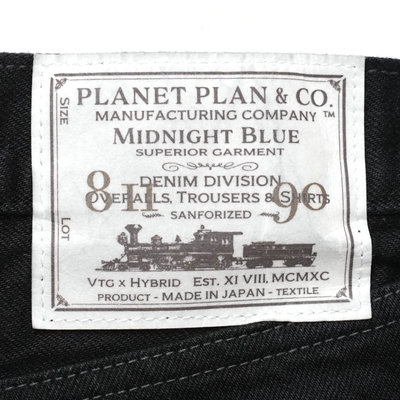 SIZE
PLANET PLAN & CO.
MANUFACTURING COMPANY ™
MIDNIGHT BLUE
SUPERIOR GARMENT
DENIM DIVISION
8 11 90
OVERALLS, TROUSERS & SHIRTS
SANFORIZED
LOT
VTG X HYBRID EST. XI VIII, MCMXC
PRODUCT - MADE IN JAPAN - TEXTILE